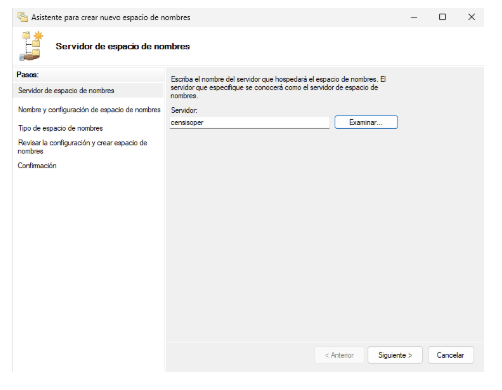 Asistente para crear nuevo espacio de nombres
Servidor de espacio de nombres
Pasos:
Servidor de espacio de nombres
Nombre y configuración de espacio de nombres
Tipo de espacio de nombres
Revisar la configuración y crear espacio de
nombres
Confirmación
Escriba el nombre del servidor que hospedará el espacio de nombres. El
servidor que especifique se conocerá como el servidor de espacio de
nombres.
Servidor:
censisoper
Examinar...
< Anterior
Siguiente >
Cancelar